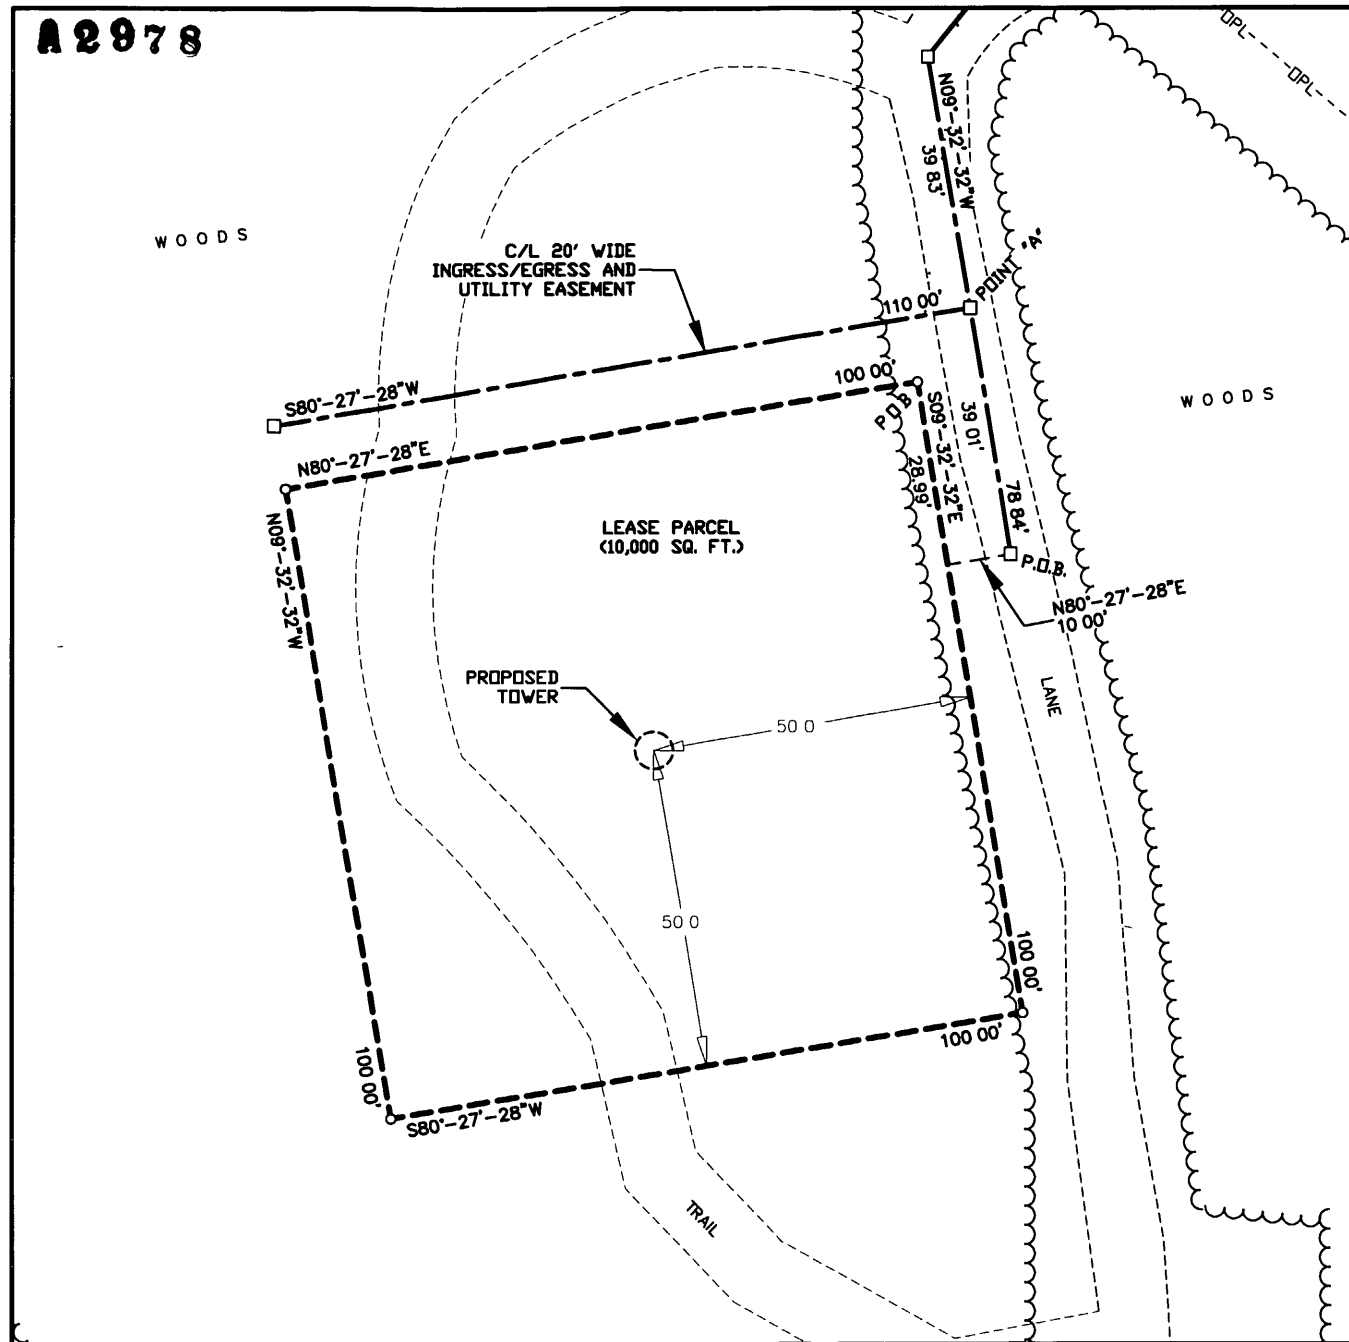 A2978
OPL
OPL
N09°-32'-32"W
39 83'
WOODS
C/L 20' WIDE
INGRESS/EGRESS AND
UTILITY EASEMENT
POINT "A"
110 00'
S80°-27'-28"W
100 00'
P.O.B
WOODS
N80°-27'-28"E
S09°-32'-32"E
28.99'
39 01'
78 84'
P.O.B.
LEASE PARCEL
(10,000 SQ. FT.)
N09°-32'-32"W
N80°-27'-28"E
10 00'
PROPOSED
TOWER
LANE
50 0
50 0
100 00'
100 00'
100 00'
S80°-27'-28"W
TRAIL